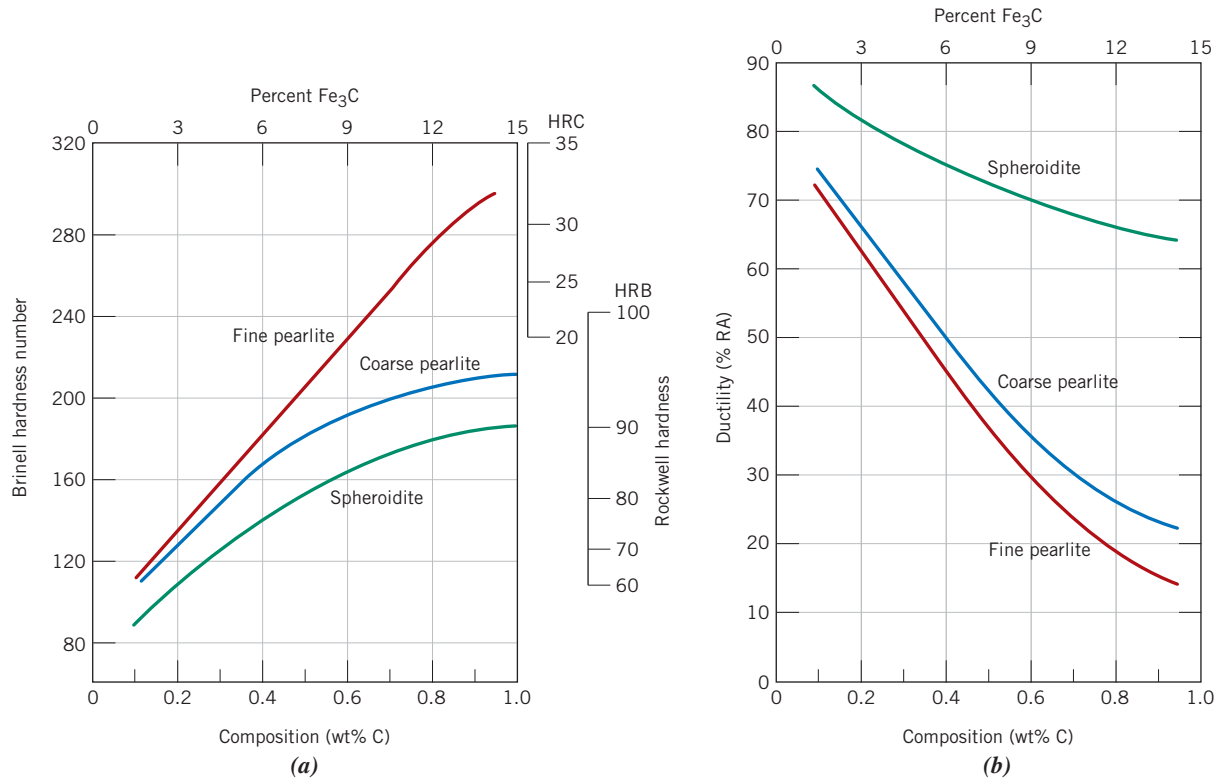 Percent Fe3C
0 3 6 9 12 15
HRC
35
30
25
20
HRB
100
90
80
70
60
Rockwell hardness
320
280
240
200
160
120
80
Brinell hardness number
Fine pearlite
Coarse pearlite
Spheroidite
0 0.2 0.4 0.6 0.8 1.0
Composition (wt% C)
(a)
Percent Fe3C
0 3 6 9 12 15
90
80
70
60
50
40
30
20
10
0
Ductility (% RA)
Spheroidite
Coarse pearlite
Fine pearlite
0 0.2 0.4 0.6 0.8 1.0
Composition (wt% C)
(b)